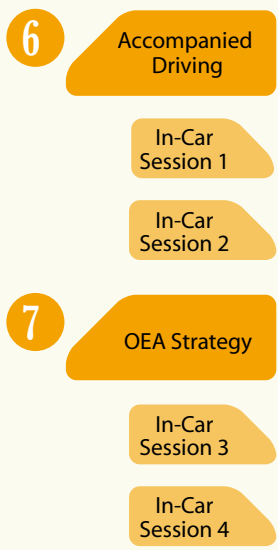 6
Accompanied
Driving
In-Car
Session 1
In-Car
Session 2
7
OEA Strategy
In-Car
Session 3
In-Car
Session 4